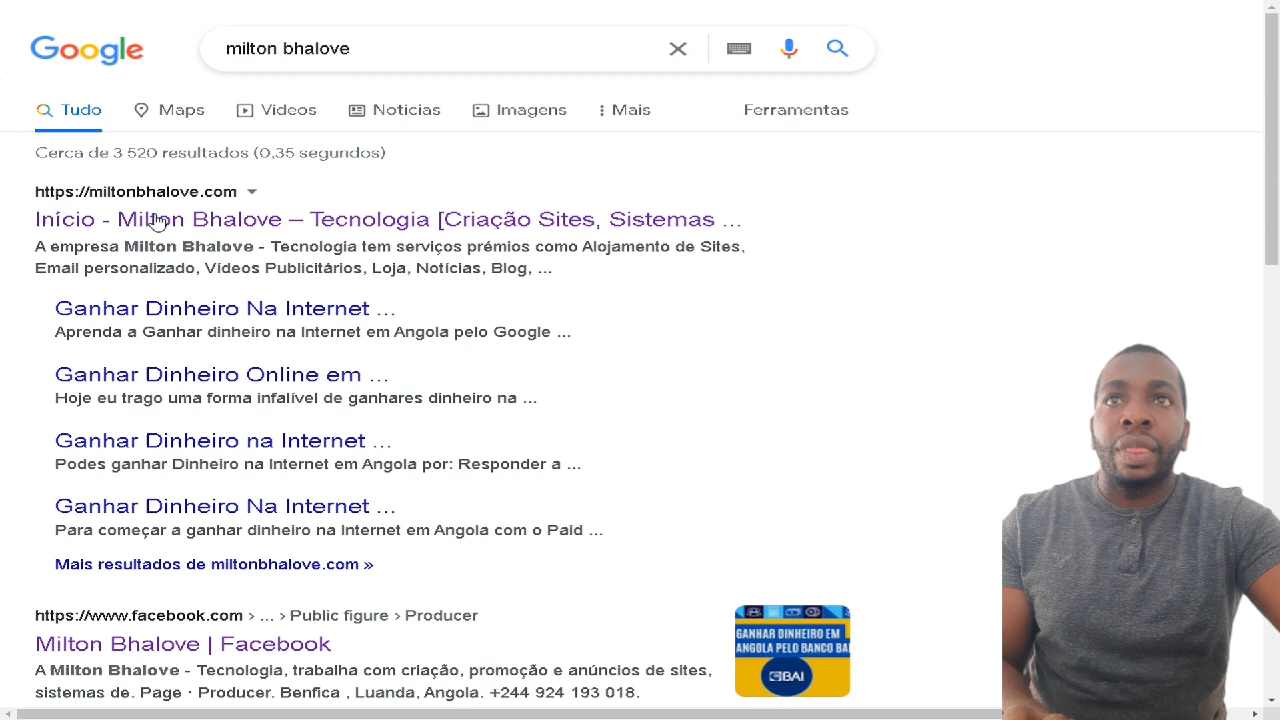 Google
milton bhalove
Tudo
Maps
Videos
Noticias
Imagens
Mais
Ferramentas
Cerca de 3 520 resultados (0,35 segundos)
https://miltonbhalove.com
Início - Milton Bhalove – Tecnologia [Criação Sites, Sistemas ...
A empresa Milton Bhalove - Tecnologia tem serviços prémios como Alojamento de Sites,
Email personalizado, Vídeos Publicitários, Loja, Notícias, Blog, ...
Ganhar Dinheiro Na Internet ...
Aprenda a Ganhar dinheiro na Internet em Angola pelo Google ...
Ganhar Dinheiro Online em ...
Hoje eu trago uma forma infalível de ganhares dinheiro na ...
Ganhar Dinheiro na Internet ...
Podes ganhar Dinheiro na Internet em Angola por: Responder a ...
Ganhar Dinheiro Na Internet ...
Para começar a ganhar dinheiro na Internet em Angola com o Paid ...
Mais resultados de miltonbhalove.com »
https://www.facebook.com › ... › Public figure › Producer
Milton Bhalove | Facebook
A Milton Bhalove - Tecnologia, trabalha com criação, promoção e anúncios de sites,
sistemas de. Page · Producer. Benfica , Luanda, Angola. +244 924 193 018.
GANHAR DINHEIRO EM
ANGOLA PELO BANCO BA
BAI